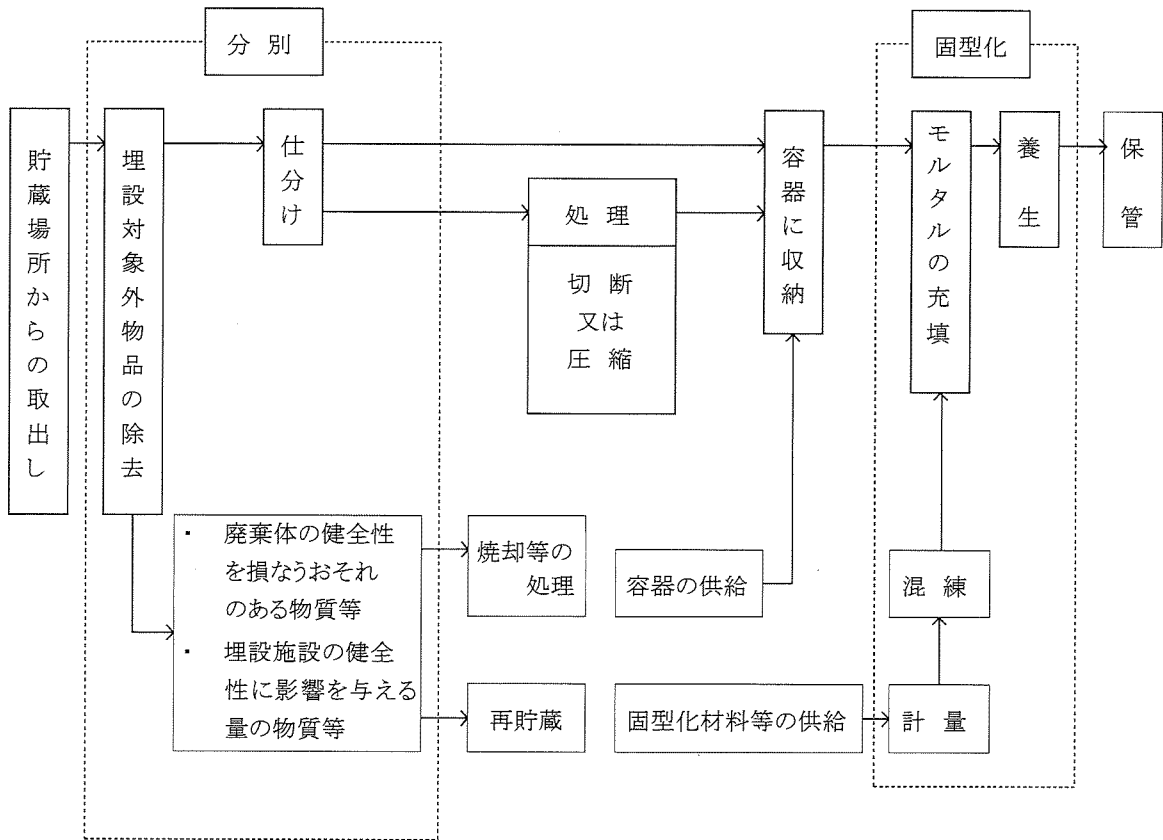 分別
固型化
貯蔵場所からの取出し
埋設対象外物品の除去
仕分け
処理
切断
又は
圧縮
容器に収納
モルタルの充填
養生
保管
・ 廃棄体の健全性
を損なうおそれ
のある物質等
・ 埋設施設の健全
性に影響を与える
量の物質等
焼却等の
処理
再貯蔵
容器の供給
固型化材料等の供給
混練
計量